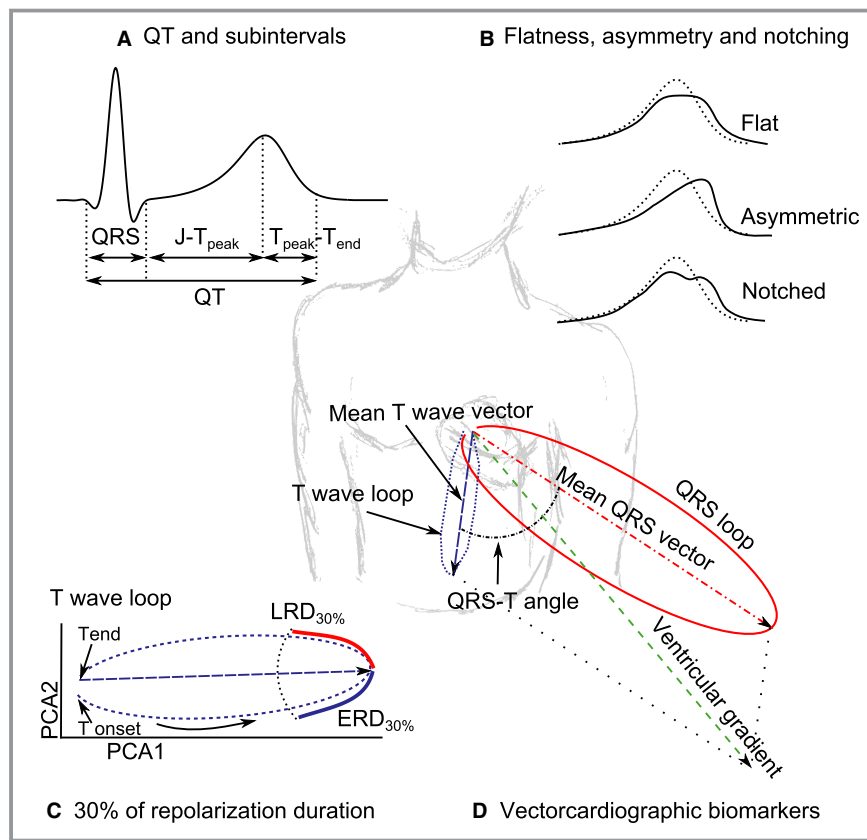 A QT and subintervals
QRS
J-Tpeak
Tpeak-Tend
QT
B Flatness, asymmetry and notching
Flat
Asymmetric
Notched
Mean T wave vector
T wave loop
QRS-T angle
Mean QRS vector
QRS loop
Ventricular gradient
T wave loop
Tend
LRD30%
ERD30%
Tonset
PCA2
PCA1
C 30% of repolarization duration
D Vectorcardiographic biomarkers